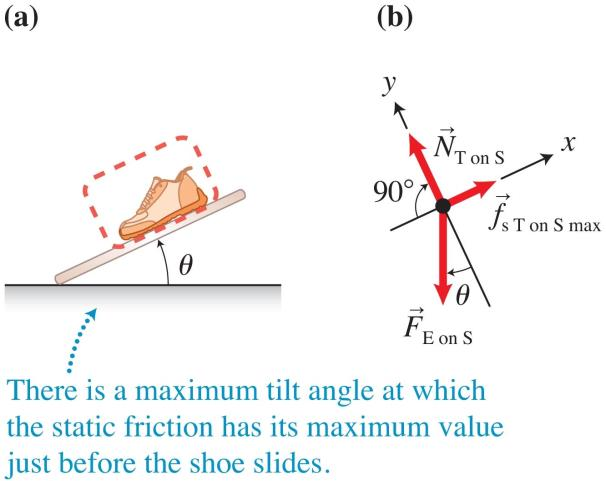 (a)
(b)
y
x
N⃗ T on S
90°
f⃗ s T on S max
θ
θ
F⃗ E on S
There is a maximum tilt angle at which
the static friction has its maximum value
just before the shoe slides.